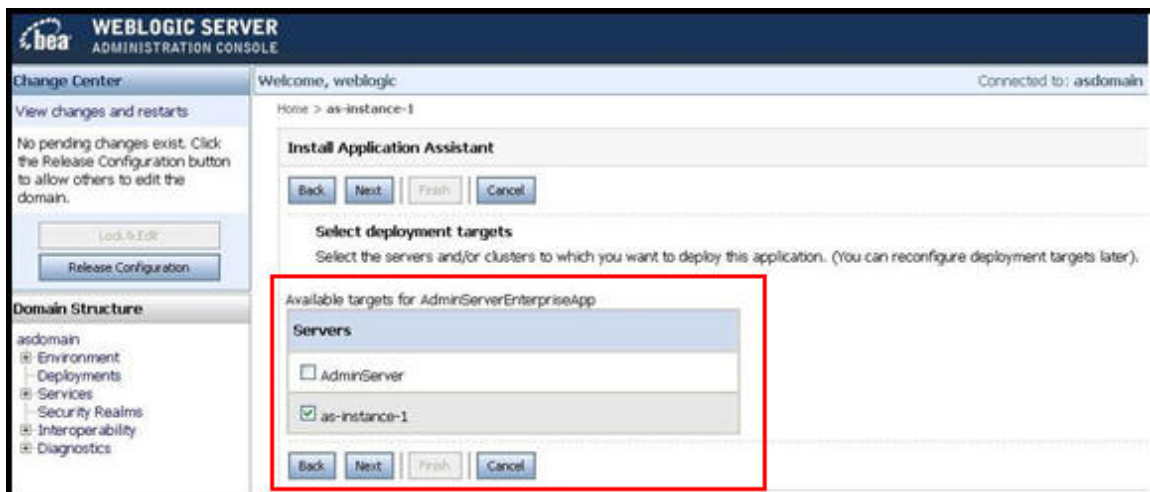 bea WEBLOGIC SERVER
ADMINISTRATION CONSOLE
Change Center
View changes and restarts
No pending changes exist. Click
the Release Configuration button
to allow others to edit the
domain.
Lock & Edit
Release Configuration
Domain Structure
asdomain
Environment
Deployments
Services
Security Realms
Interoperability
Diagnostics
Welcome, weblogic
Connected to: asdomain
Home > as-instance-1
Install Application Assistant
Back Next Finish Cancel
Select deployment targets
Select the servers and/or clusters to which you want to deploy this application. (You can reconfigure deployment targets later).
Available targets for AdminServerEnterpriseApp
Servers
AdminServer
as-instance-1
Back Next Finish Cancel